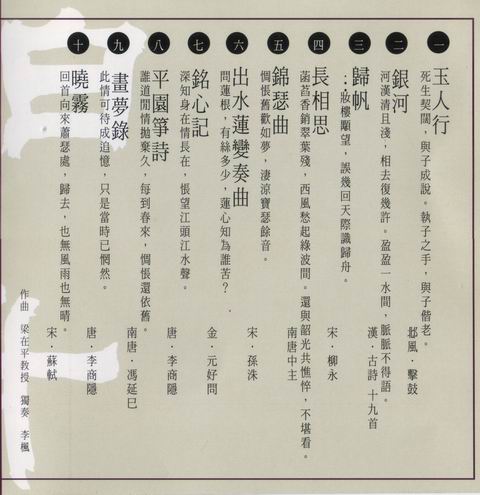 一 玉人行
死生契闊，與子成說。執子之手，與子偕老。
邶風．擊鼓
二 銀河
河漢清且淺，相去復幾許。盈盈一水間，脈脈不得語。
漢．古詩 十九首
三 歸帆
…妝樓顒望，誤幾回天際識歸舟。
宋．柳永
四 長相思
菡萏香銷翠葉殘，西風愁起綠波間。還與韶光共憔悴，不堪看。
南唐中主
五 錦瑟曲
惆悵舊歡如夢，淒涼寶瑟餘音。
宋．孫洙
六 出水蓮變奏曲
問蓮根，有絲多少，蓮心知為誰苦？
金．元好問
七 銘心記
深知身在情長在，悵望江頭江水聲。
唐．李商隱
八 平園箏詩
誰道閒情拋棄久，每到春來，惆悵還依舊。
南唐．馮延巳
九 晝夢錄
此情可待成追憶，只是當時已惘然。
唐．李商隱
十 曉霧
回首向來蕭瑟處，歸去，也無風雨也無晴。
宋．蘇軾
作曲 梁在平教授 獨奏 李楓